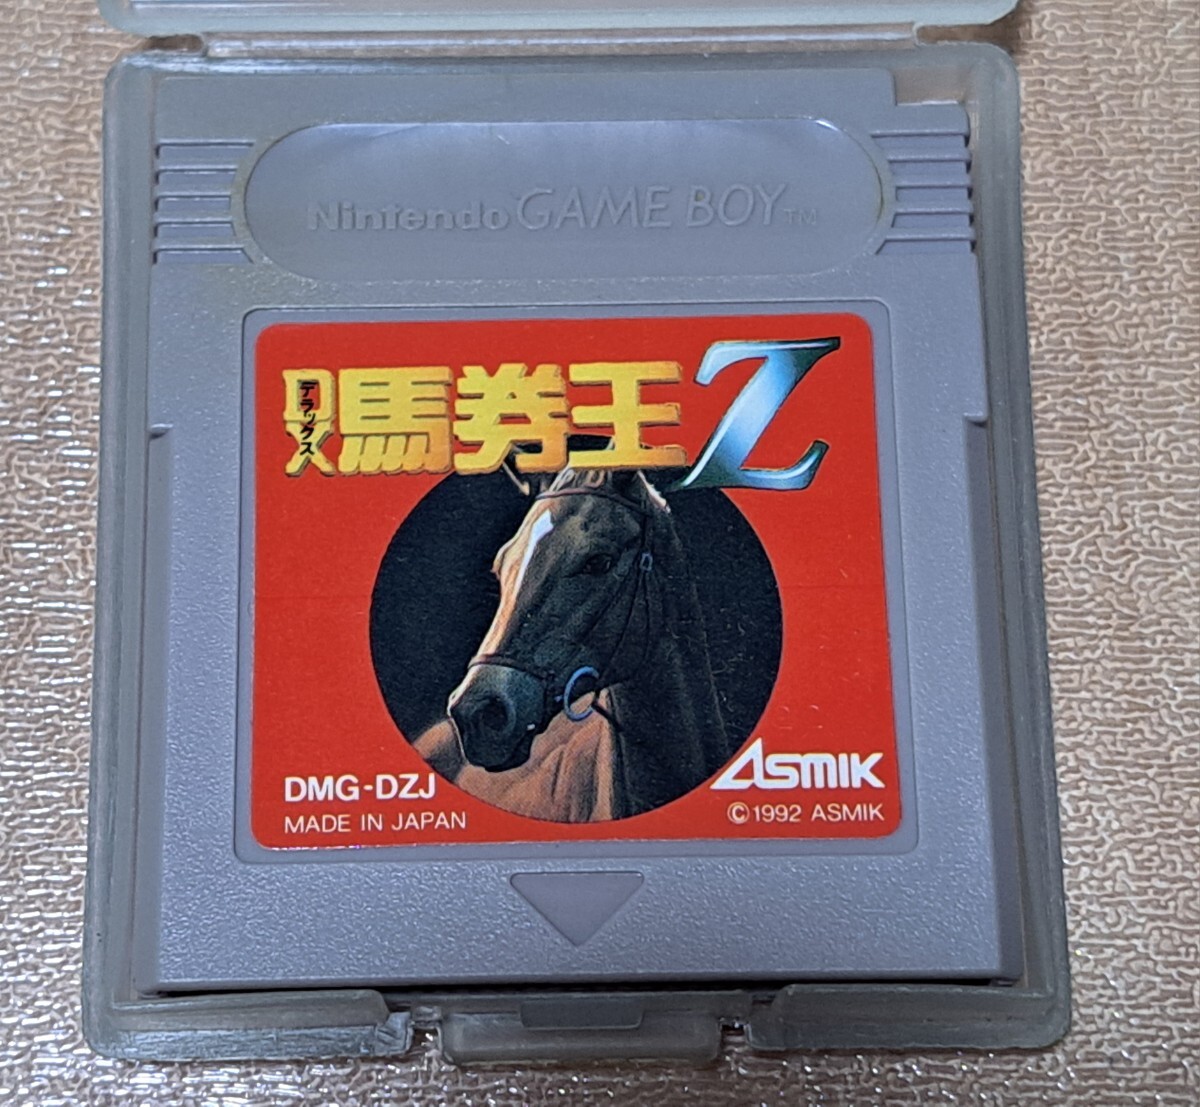 Nintendo GAME BOY™
DX デラックス 馬券王Z
ASMIK
DMG-DZJ
MADE IN JAPAN
©1992 ASMIK